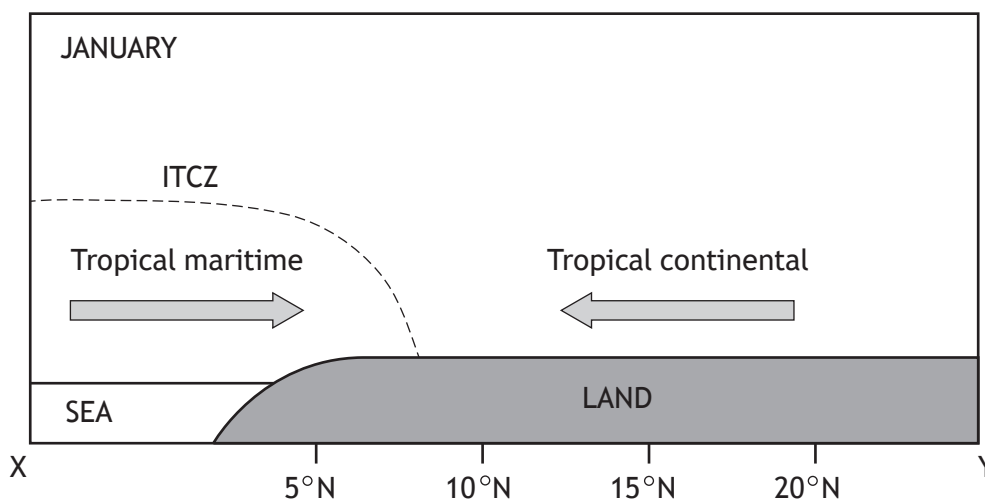 JANUARY
ITCZ
Tropical maritime
Tropical continental
LAND
SEA
X
Y
5°N
10°N
15°N
20°N